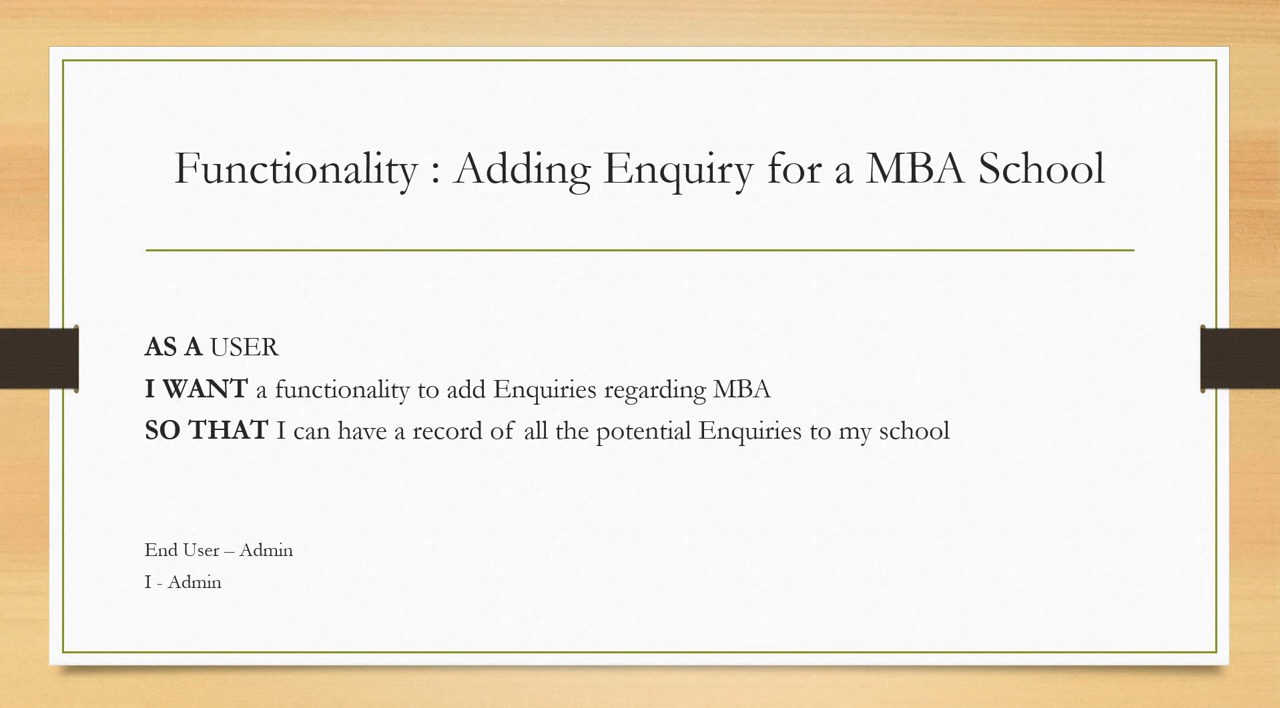 Functionality : Adding Enquiry for a MBA School
AS A USER
I WANT a functionality to add Enquiries regarding MBA
SO THAT I can have a record of all the potential Enquiries to my school
End User – Admin
I - Admin